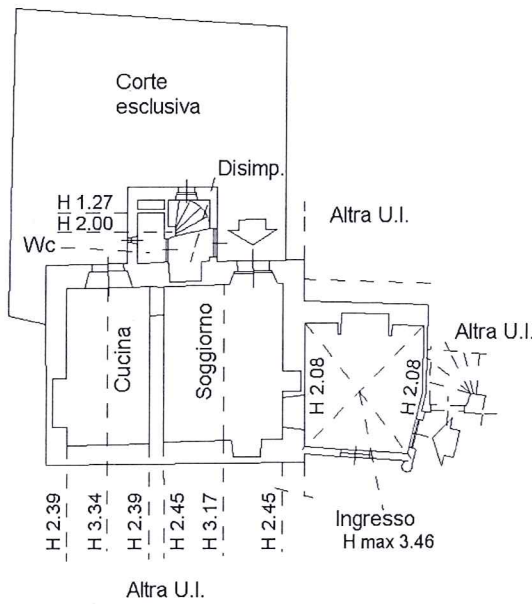 Corte
esclusiva
Disimp.
H 1.27
H 2.00
Wc
Altra U.I.
Altra U.I.
Cucina
Soggiorno
H 2.08
H 2.08
H 2.39
H 3.34
H 2.39
H 2.45
H 3.17
H 2.45
Ingresso
H max 3.46
Altra U.I.